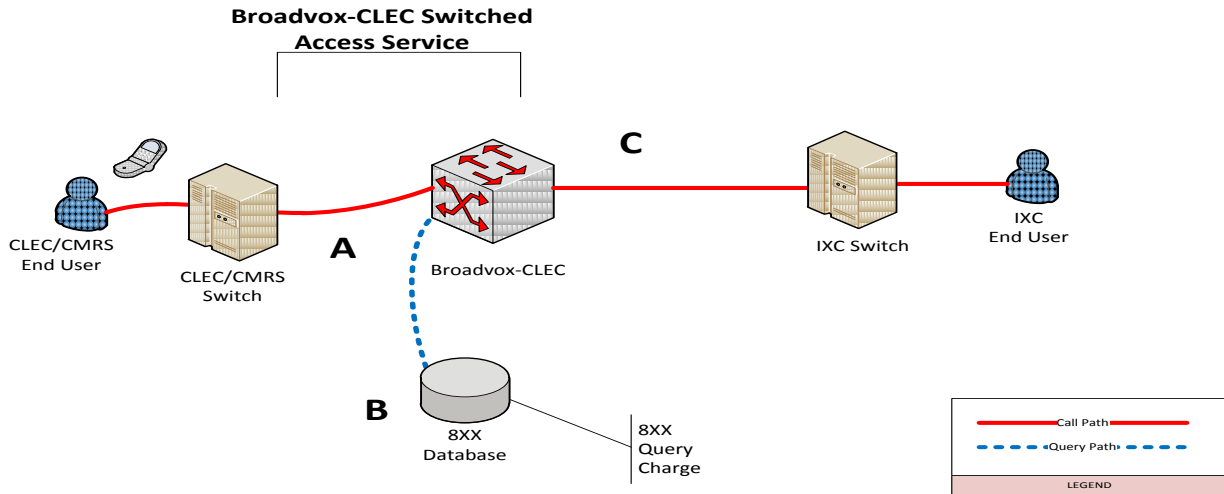 Broadvox-CLEC Switched
Access Service
C
CLEC/CMRS
End User
A
CLEC/CMRS
Switch
Broadvox-CLEC
IXC Switch
IXC
End User
B
8XX
Database
8XX
Query
Charge
Call Path
Query Path
LEGEND